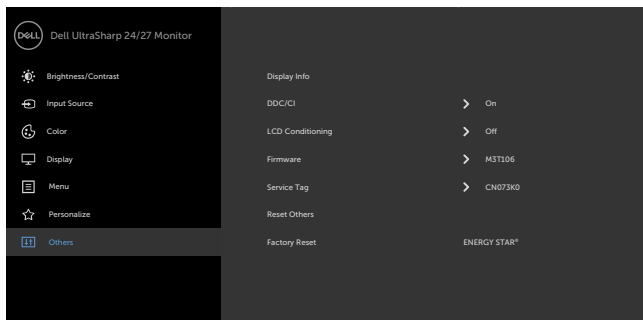 DELL
Dell UltraSharp 24/27 Monitor
Brightness/Contrast
Input Source
Color
Display
Menu
Personalize
Others
Display Info
DDC/CI On
LCD Conditioning Off
Firmware M3T106
Service Tag CN073K0
Reset Others
Factory Reset ENERGY STAR®